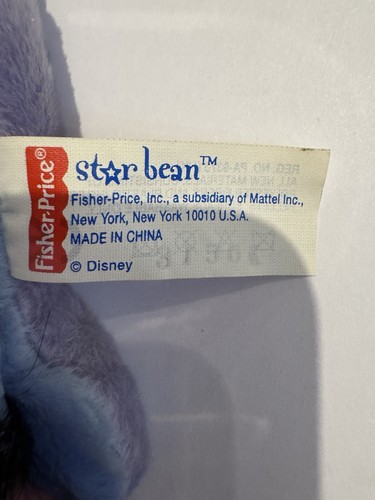 Fisher-Price®
star bean™
Fisher-Price, Inc., a subsidiary of Mattel Inc.,
New York, New York 10010 U.S.A.
MADE IN CHINA
© Disney